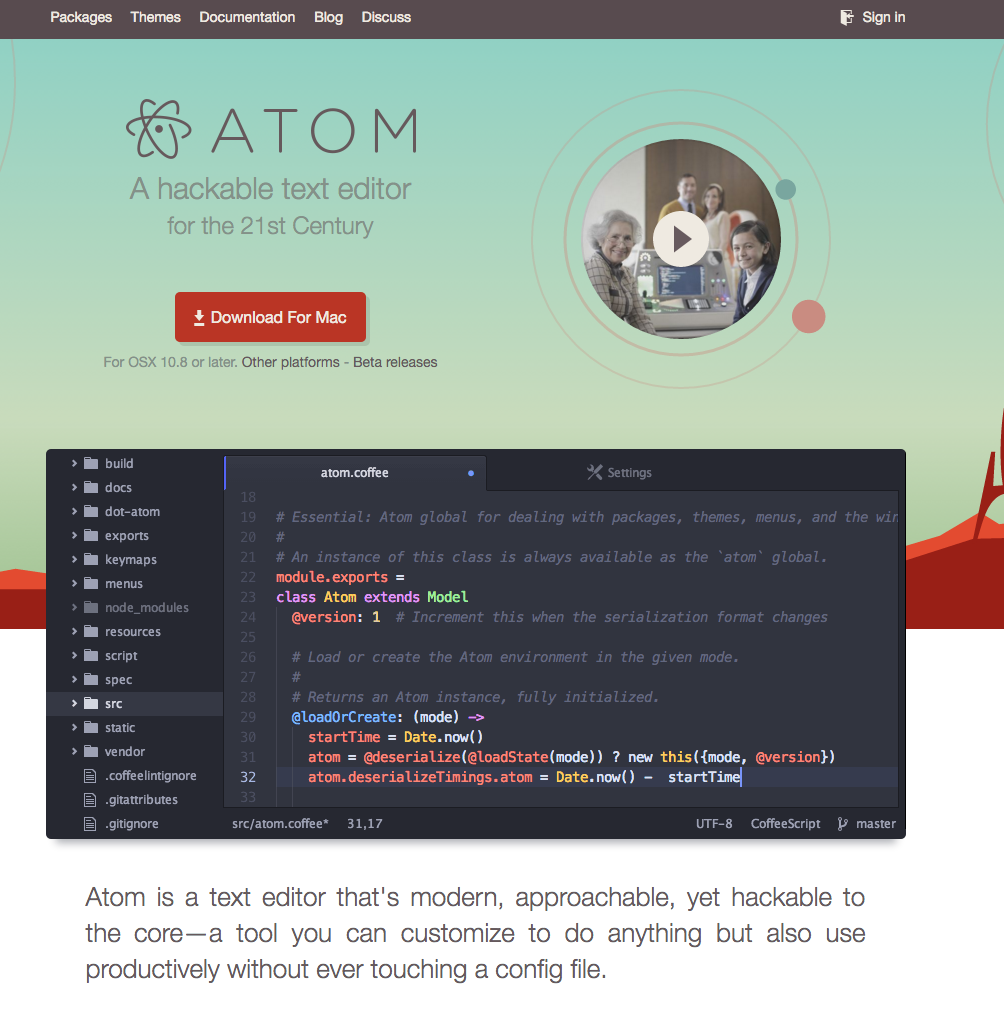 Packages Themes Documentation Blog Discuss Sign in
ATOM
A hackable text editor
for the 21st Century
Download For Mac
For OSX 10.8 or later. Other platforms - Beta releases
build
docs
dot-atom
exports
keymaps
menus
node_modules
resources
script
spec
src
static
vendor
.coffeelintignore
.gitattributes
.gitignore
atom.coffee Settings
18
19 # Essential: Atom global for dealing with packages, themes, menus, and the win
20 #
21 # An instance of this class is always available as the `atom` global.
22 module.exports =
23 class Atom extends Model
24 @version: 1 # Increment this when the serialization format changes
25
26 # Load or create the Atom environment in the given mode.
27 #
28 # Returns an Atom instance, fully initialized.
29 @loadOrCreate: (mode) ->
30 startTime = Date.now()
31 atom = @deserialize(@loadState(mode)) ? new this({mode, @version})
32 atom.deserializeTimings.atom = Date.now() - startTime
33
src/atom.coffee* 31,17 UTF-8 CoffeeScript master
Atom is a text editor that's modern, approachable, yet hackable to
the core—a tool you can customize to do anything but also use
productively without ever touching a config file.